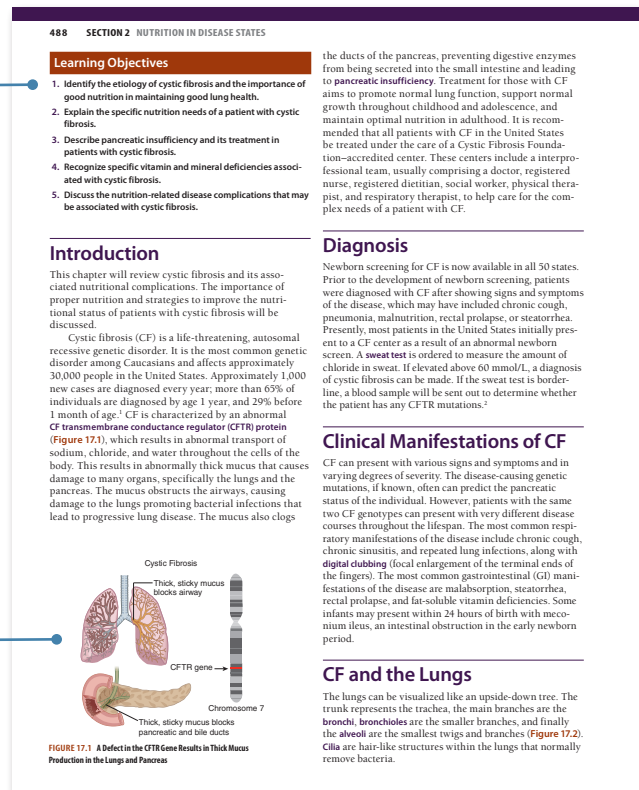 488 SECTION 2 NUTRITION IN DISEASE STATES
Learning Objectives
1. Identify the etiology of cystic fibrosis and the importance of
good nutrition in maintaining good lung health.
2. Explain the specific nutrition needs of a patient with cystic
fibrosis.
3. Describe pancreatic insufficiency and its treatment in
patients with cystic fibrosis.
4. Recognize specific vitamin and mineral deficiencies associ-
ated with cystic fibrosis.
5. Discuss the nutrition-related disease complications that may
be associated with cystic fibrosis.
Introduction
This chapter will review cystic fibrosis and its asso-
ciated nutritional complications. The importance of
proper nutrition and strategies to improve the nutri-
tional status of patients with cystic fibrosis will be
discussed.
Cystic fibrosis (CF) is a life-threatening, autosomal
recessive genetic disorder. It is the most common genetic
disorder among Caucasians and affects approximately
30,000 people in the United States. Approximately 1,000
new cases are diagnosed every year; more than 65% of
individuals are diagnosed by age 1 year, and 29% before
1 month of age.1 CF is characterized by an abnormal
CF transmembrane conductance regulator (CFTR) protein
(Figure 17.1), which results in abnormal transport of
sodium, chloride, and water throughout the cells of the
body. This results in abnormally thick mucus that causes
damage to many organs, specifically the lungs and the
pancreas. The mucus obstructs the airways, causing
damage to the lungs promoting bacterial infections that
lead to progressive lung disease. The mucus also clogs
Cystic Fibrosis
Thick, sticky mucus
blocks airway
CFTR gene
Chromosome 7
Thick, sticky mucus blocks
pancreatic and bile ducts
FIGURE 17.1 A Defect in the CFTR Gene Results in Thick Mucus
Production in the Lungs and Pancreas
the ducts of the pancreas, preventing digestive enzymes
from being secreted into the small intestine and leading
to pancreatic insufficiency. Treatment for those with CF
aims to promote normal lung function, support normal
growth throughout childhood and adolescence, and
maintain optimal nutrition in adulthood. It is recom-
mended that all patients with CF in the United States
be treated under the care of a Cystic Fibrosis Founda-
tion–accredited center. These centers include a interpro-
fessional team, usually comprising a doctor, registered
nurse, registered dietitian, social worker, physical thera-
pist, and respiratory therapist, to help care for the com-
plex needs of a patient with CF.
Diagnosis
Newborn screening for CF is now available in all 50 states.
Prior to the development of newborn screening, patients
were diagnosed with CF after showing signs and symptoms
of the disease, which may have included chronic cough,
pneumonia, malnutrition, rectal prolapse, or steatorrhea.
Presently, most patients in the United States initially pres-
ent to a CF center as a result of an abnormal newborn
screen. A sweat test is ordered to measure the amount of
chloride in sweat. If elevated above 60 mmol/L, a diagnosis
of cystic fibrosis can be made. If the sweat test is border-
line, a blood sample will be sent out to determine whether
the patient has any CFTR mutations.2
Clinical Manifestations of CF
CF can present with various signs and symptoms and in
varying degrees of severity. The disease-causing genetic
mutations, if known, often can predict the pancreatic
status of the individual. However, patients with the same
two CF genotypes can present with very different disease
courses throughout the lifespan. The most common respi-
ratory manifestations of the disease include chronic cough,
chronic sinusitis, and repeated lung infections, along with
digital clubbing (focal enlargement of the terminal ends of
the fingers). The most common gastrointestinal (GI) mani-
festations of the disease are malabsorption, steatorrhea,
rectal prolapse, and fat-soluble vitamin deficiencies. Some
infants may present within 24 hours of birth with meco-
nium ileus, an intestinal obstruction in the early newborn
period.
CF and the Lungs
The lungs can be visualized like an upside-down tree. The
trunk represents the trachea, the main branches are the
bronchi, bronchioles are the smaller branches, and finally
the alveoli are the smallest twigs and branches (Figure 17.2).
Cilia are hair-like structures within the lungs that normally
remove bacteria.